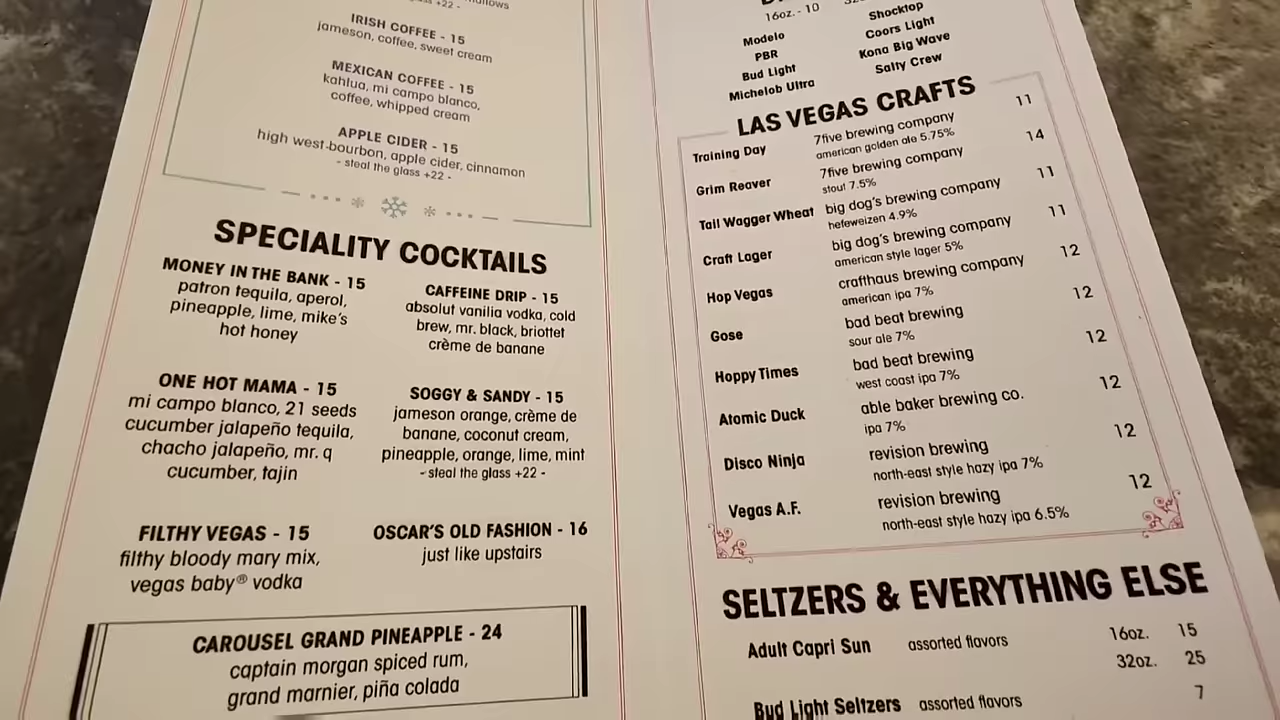 +22 -
IRISH COFFEE - 15
jameson, coffee, sweet cream
MEXICAN COFFEE - 15
kahlua, mi campo blanco,
coffee, whipped cream
APPLE CIDER - 15
high west bourbon, apple cider, cinnamon
- steal the glass +22 -
SPECIALITY COCKTAILS
MONEY IN THE BANK - 15
patron tequila, aperol,
pineapple, lime, mike's
hot honey
CAFFEINE DRIP - 15
absolut vanilia vodka, cold
brew, mr. black, briottet
crème de banane
ONE HOT MAMA - 15
mi campo blanco, 21 seeds
cucumber jalapeño tequila,
chacho jalapeño, mr. q
cucumber, tajin
SOGGY & SANDY - 15
jameson orange, crème de
banane, coconut cream,
pineapple, orange, lime, mint
- steal the glass +22 -
FILTHY VEGAS - 15
filthy bloody mary mix,
vegas baby® vodka
OSCAR'S OLD FASHION - 16
just like upstairs
CAROUSEL GRAND PINEAPPLE - 24
captain morgan spiced rum,
grand marnier, piña colada
16oz. - 10
Modelo
PBR
Bud Light
Michelob Ultra
Shocktop
Coors Light
Kona Big Wave
Salty Crew
LAS VEGAS CRAFTS
Training Day 7five brewing company 11
american golden ale 5.75%
Grim Reaver 7five brewing company 14
stout 7.5%
Tail Wagger Wheat big dog's brewing company 11
hefeweizen 4.9%
Craft Lager big dog's brewing company 11
american style lager 5%
Hop Vegas crafthaus brewing company 12
american ipa 7%
Gose bad beat brewing 12
sour ale 7%
Hoppy Times bad beat brewing 12
west coast ipa 7%
Atomic Duck able baker brewing co. 12
ipa 7%
Disco Ninja revision brewing 12
north-east style hazy ipa 7%
Vegas A.F. revision brewing 12
north-east style hazy ipa 6.5%
SELTZERS & EVERYTHING ELSE
Adult Capri Sun assorted flavors 16oz. 15
32oz. 25
Bud Light Seltzers assorted flavors 7